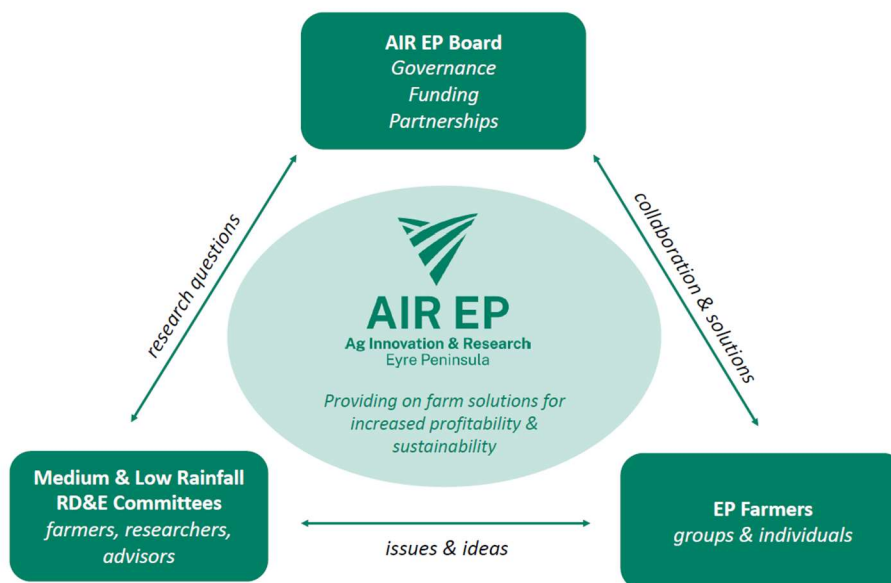 AIR EP Board
Governance
Funding
Partnerships
research questions
collaboration & solutions
AIR EP
Ag Innovation & Research
Eyre Peninsula
Providing on farm solutions for
increased profitability &
sustainability
Medium & Low Rainfall
RD&E Committees
farmers, researchers,
advisors
issues & ideas
EP Farmers
groups & individuals